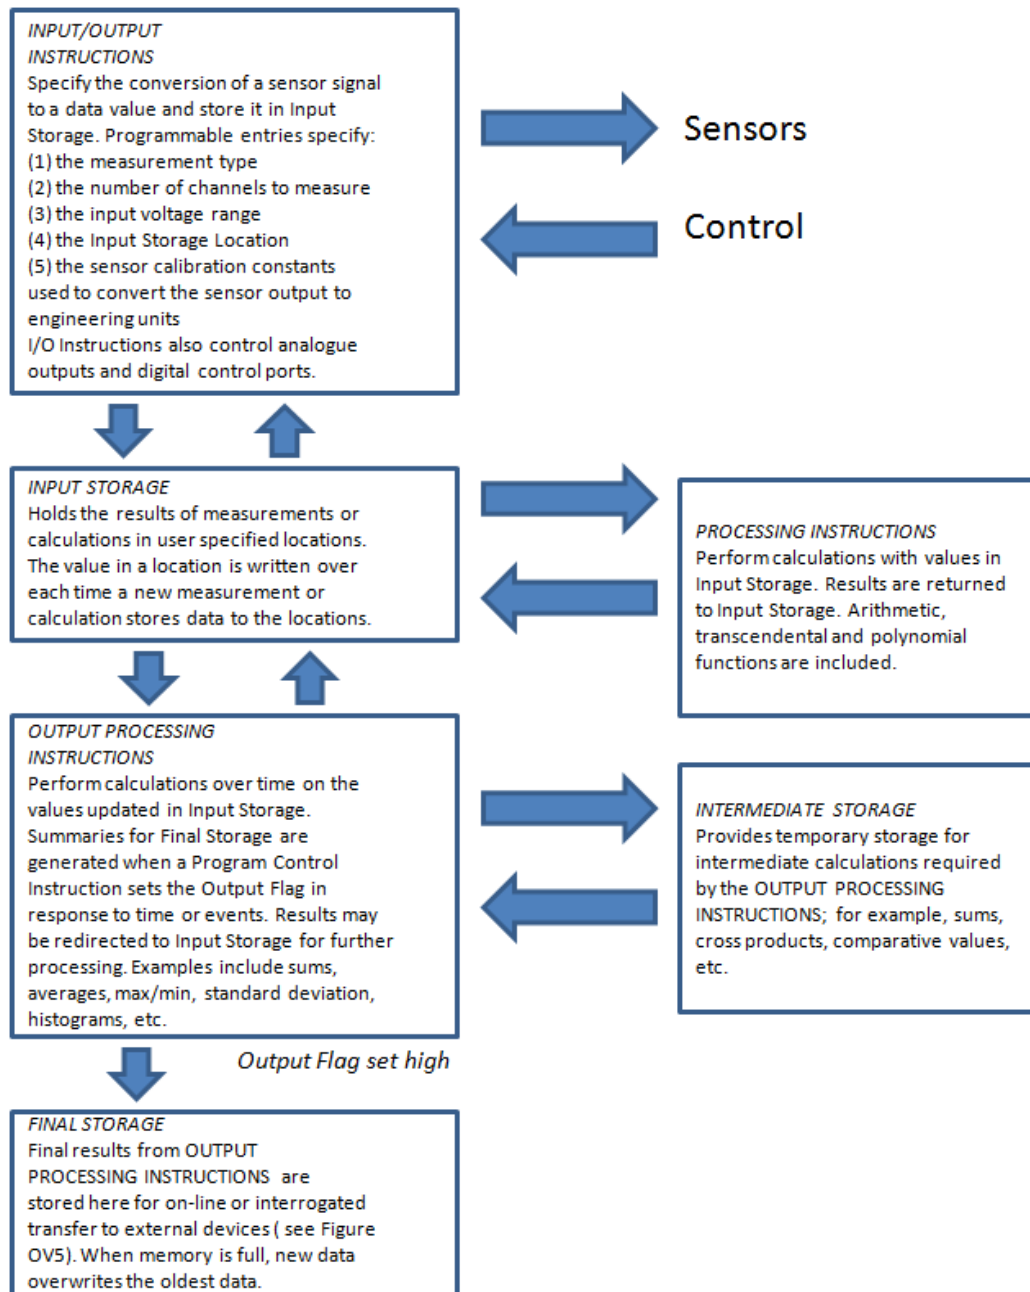 INPUT/OUTPUT
INSTRUCTIONS
Specify the conversion of a sensor signal
to a data value and store it in Input
Storage. Programmable entries specify:
(1) the measurement type
(2) the number of channels to measure
(3) the input voltage range
(4) the Input Storage Location
(5) the sensor calibration constants
used to convert the sensor output to
engineering units
I/O Instructions also control analogue
outputs and digital control ports.
Sensors
Control
INPUT STORAGE
Holds the results of measurements or
calculations in user specified locations.
The value in a location is written over
each time a new measurement or
calculation stores data to the locations.
PROCESSING INSTRUCTIONS
Perform calculations with values in
Input Storage. Results are returned
to Input Storage. Arithmetic,
transcendental and polynomial
functions are included.
OUTPUT PROCESSING
INSTRUCTIONS
Perform calculations over time on the
values updated in Input Storage.
Summaries for Final Storage are
generated when a Program Control
Instruction sets the Output Flag in
response to time or events. Results may
be redirected to Input Storage for further
processing. Examples include sums,
averages, max/min, standard deviation,
histograms, etc.
INTERMEDIATE STORAGE
Provides temporary storage for
intermediate calculations required
by the OUTPUT PROCESSING
INSTRUCTIONS; for example, sums,
cross products, comparative values,
etc.
Output Flag set high
FINAL STORAGE
Final results from OUTPUT
PROCESSING INSTRUCTIONS are
stored here for on-line or interrogated
transfer to external devices ( see Figure
OV5). When memory is full, new data
overwrites the oldest data.